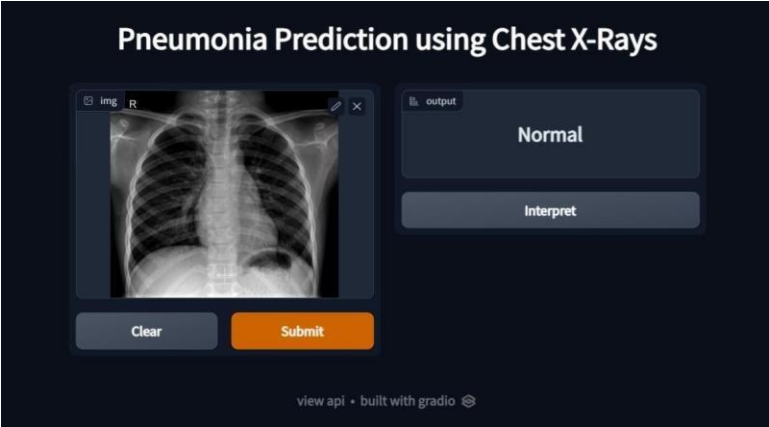 Pneumonia Prediction using Chest X-Rays
img
R
output
Normal
Interpret
Clear
Submit
view api • built with gradio